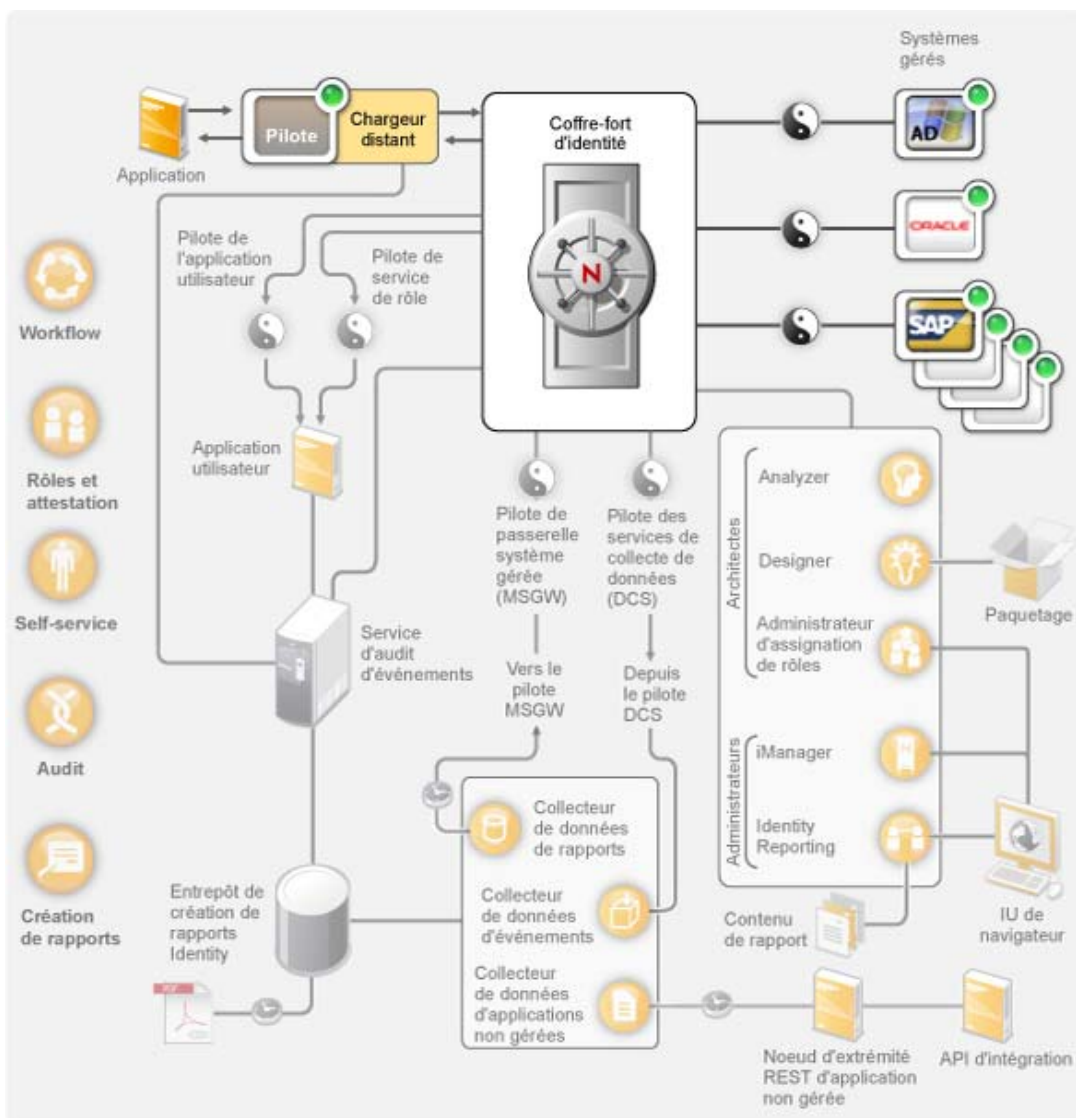 Systèmes
gérés
Application
Pilote
Chargeur
distant
Coffre-fort
d'identité
N
AD
ORACLE
SAP
Pilote de
l'application
utilisateur
Pilote de
service
de rôle
Workflow
Rôles et
attestation
Self-service
Audit
Création
de rapports
Application
utilisateur
Service
d'audit
d'événements
Pilote de
passerelle
système
gérée
(MSGW)
Vers le
pilote
MSGW
Pilote des
services de
collecte de
données
(DCS)
Depuis
le pilote
DCS
Architectes
Analyzer
Designer
Administrateur
d'assignation
de rôles
Paquetage
Administrateurs
iManager
Identity
Reporting
Contenu
de rapport
IU de
navigateur
Entrepôt de
création de
rapports
Identity
Collecteur
de données
de rapports
Collecteur
de données
d'événements
Collecteur
de données
d'applications
non gérées
Noeud d'extrémité
REST d'application
non gérée
API d'intégration